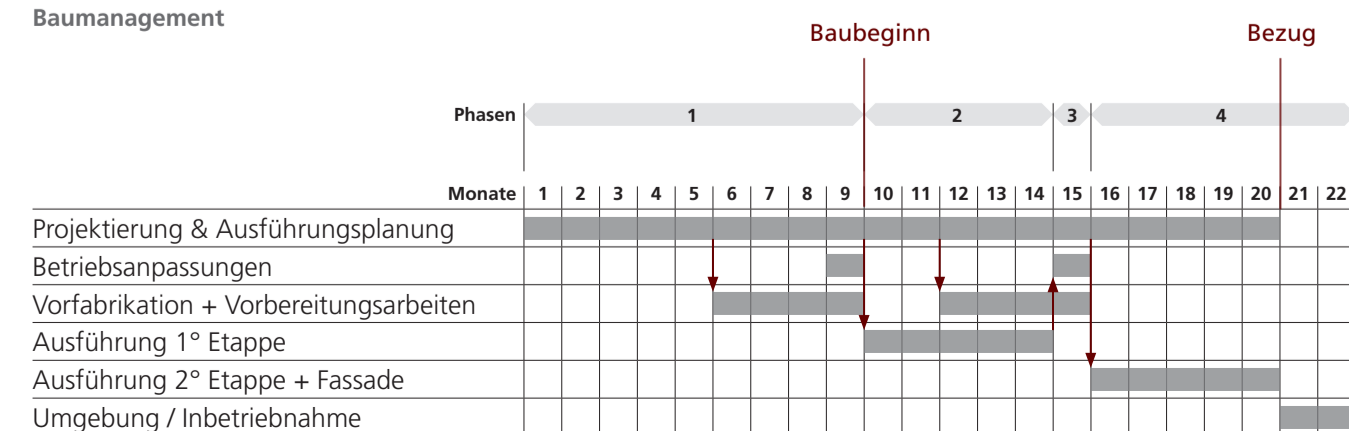 Baumanagement
Baubeginn Bezug
Phasen 1 2 3 4
Monate 1 2 3 4 5 6 7 8 9 10 11 12 13 14 15 16 17 18 19 20 21 22
Projektierung & Ausführungsplanung
Betriebsanpassungen
Vorfabrikation + Vorbereitungsarbeiten
Ausführung 1° Etappe
Ausführung 2° Etappe + Fassade
Umgebung / Inbetriebnahme